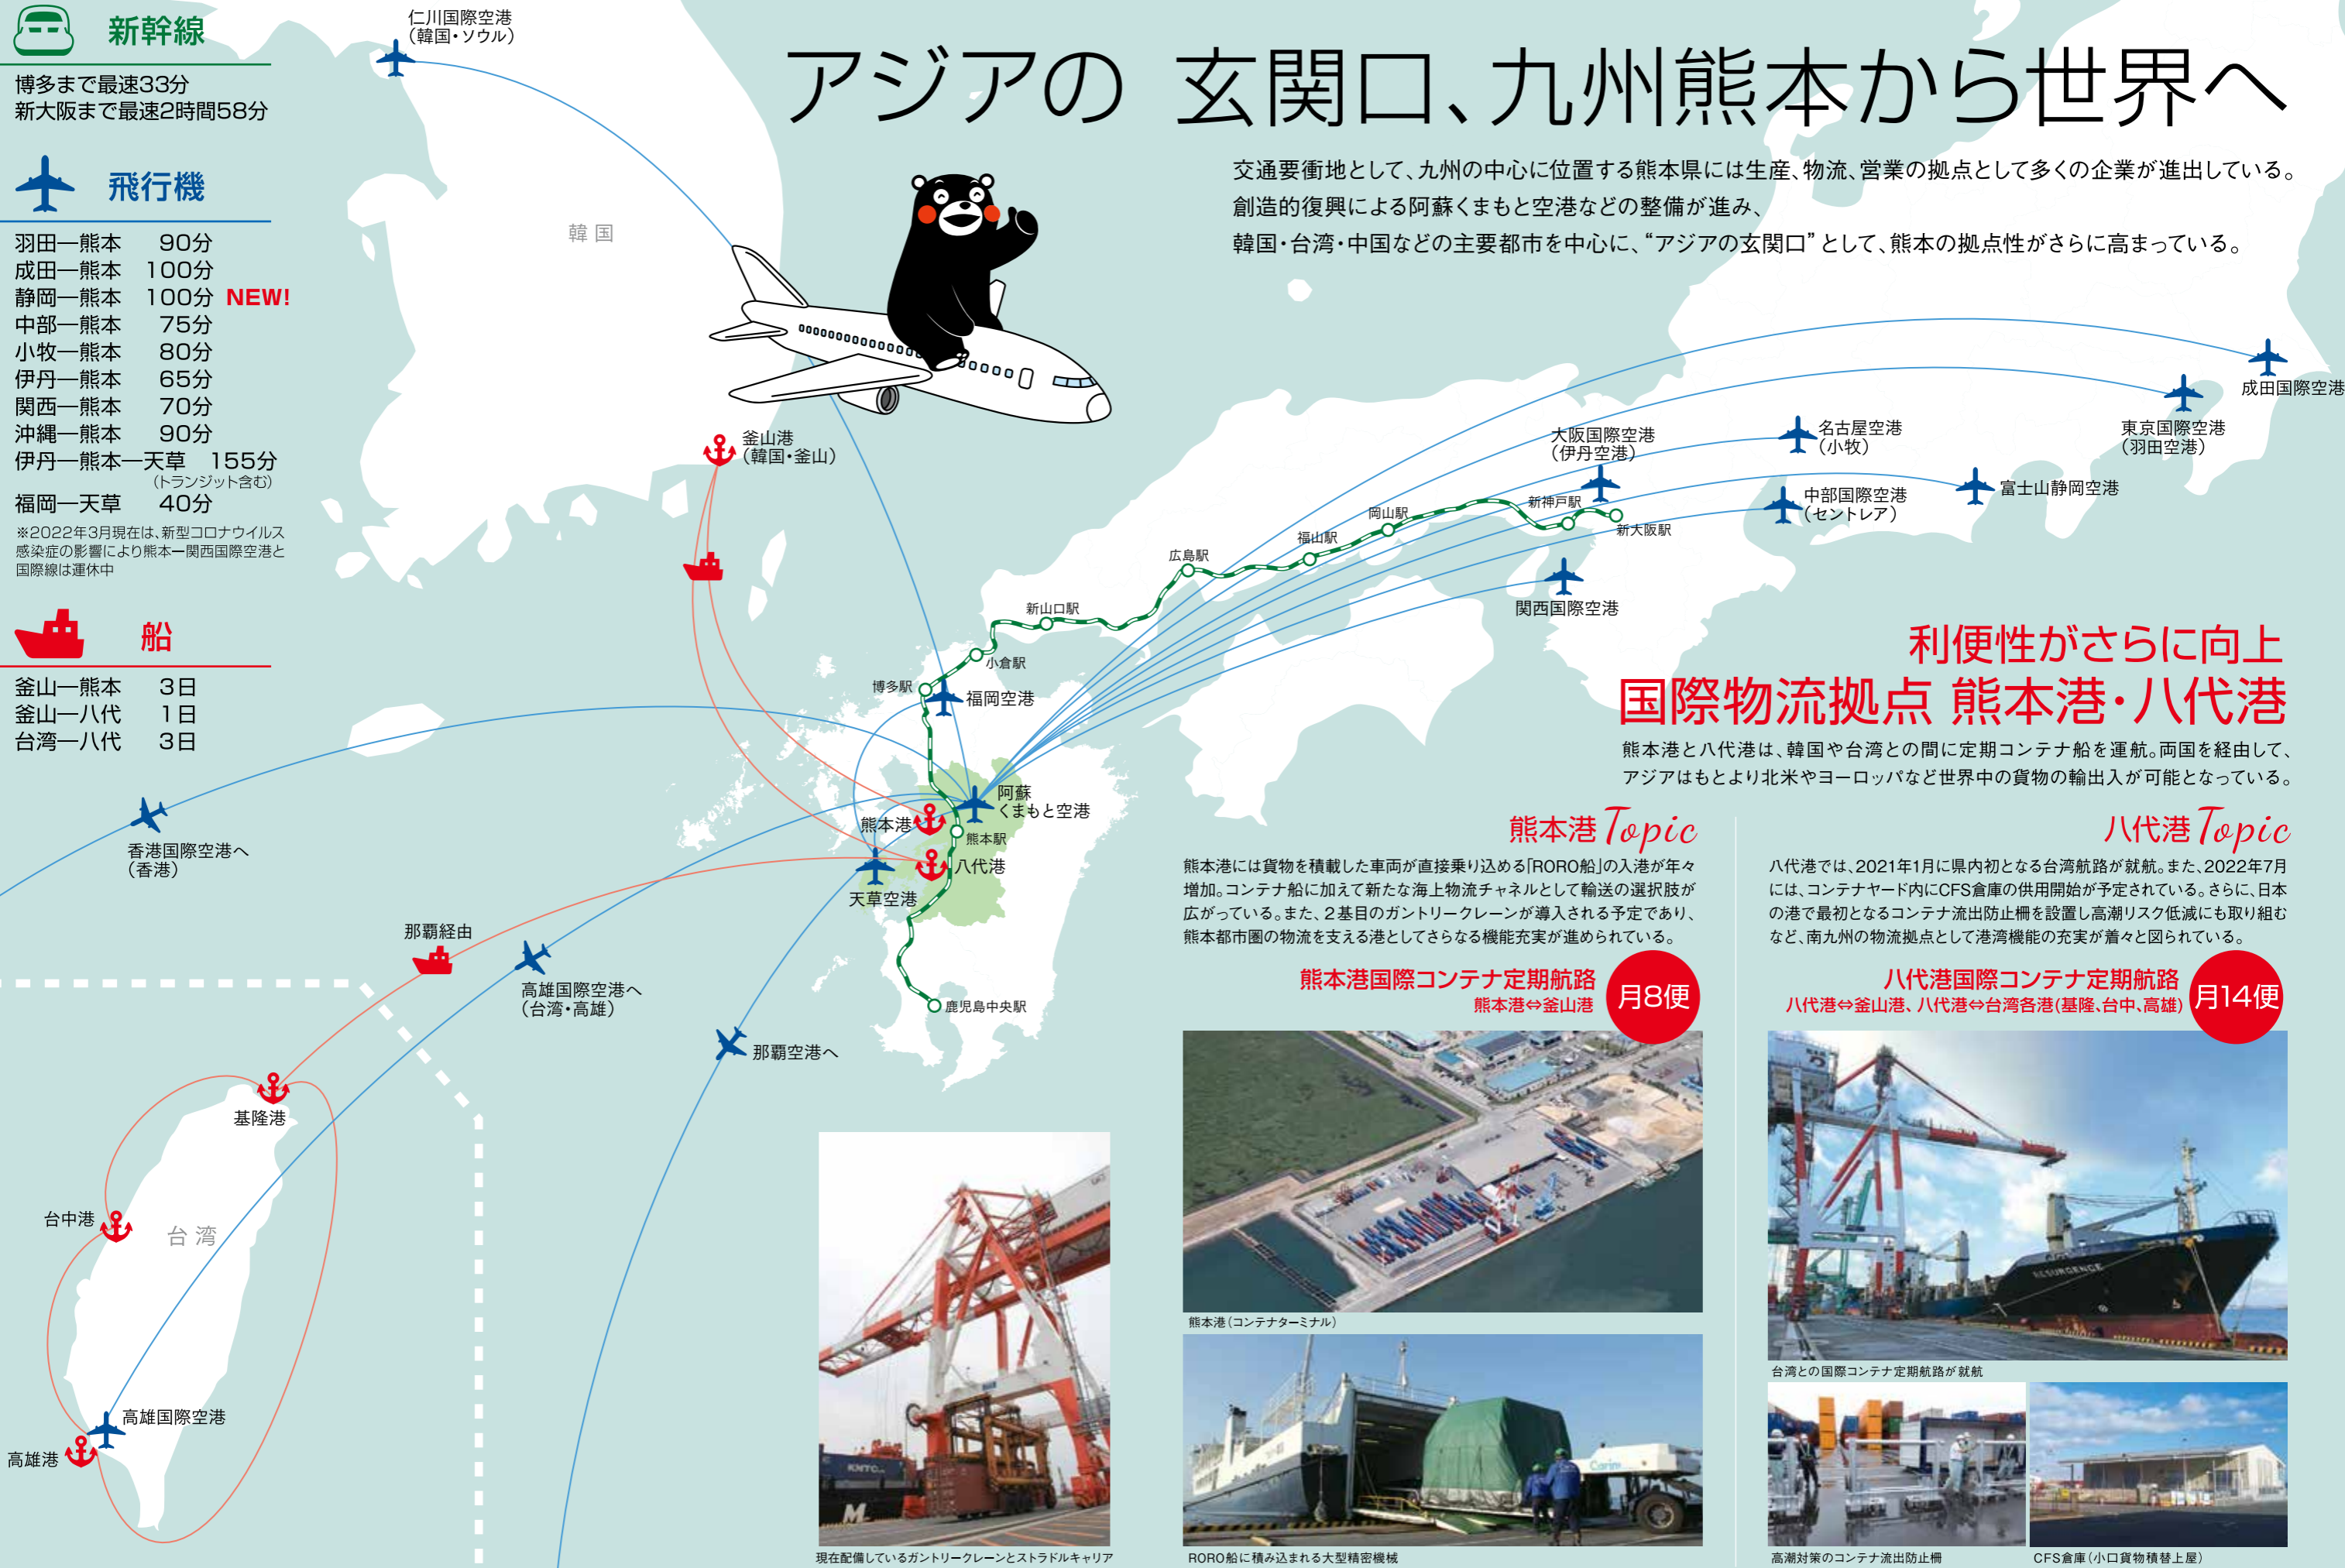 アジアの 玄関口、九州熊本から世界へ
交通要衝地として、九州の中心に位置する熊本県には生産、物流、営業の拠点として多くの企業が進出している。
創造的復興による阿蘇くまもと空港などの整備が進み、
韓国・台湾・中国などの主要都市を中心に、“アジアの玄関口”として、熊本の拠点性がさらに高まっている。
新幹線
博多まで最速33分
新大阪まで最速2時間58分
飛行機
羽田―熊本 90分
成田―熊本 100分
静岡―熊本 100分 NEW!
中部―熊本 75分
小牧―熊本 80分
伊丹―熊本 65分
関西―熊本 70分
沖縄―熊本 90分
伊丹―熊本―天草 155分
(トランジット含む)
福岡―天草 40分
※2022年3月現在は、新型コロナウイルス
感染症の影響により熊本ー関西国際空港と
国際線は運休中
船
釜山―熊本 3日
釜山―八代 1日
台湾―八代 3日
仁川国際空港
(韓国・ソウル)
韓国
釜山港
(韓国・釜山)
成田国際空港
東京国際空港
(羽田空港)
名古屋空港
(小牧)
大阪国際空港
(伊丹空港)
富士山静岡空港
中部国際空港
(セントレア)
関西国際空港
新大阪駅
新神戸駅
岡山駅
福山駅
広島駅
新山口駅
小倉駅
博多駅
福岡空港
阿蘇
くまもと空港
熊本港
熊本駅
八代港
天草空港
鹿児島中央駅
香港国際空港へ
(香港)
那覇経由
高雄国際空港へ
(台湾・高雄)
那覇空港へ
基隆港
台中港
台湾
高雄国際空港
高雄港
利便性がさらに向上
国際物流拠点 熊本港・八代港
熊本港と八代港は、韓国や台湾との間に定期コンテナ船を運航。両国を経由して、
アジアはもとより北米やヨーロッパなど世界中の貨物の輸出入が可能となっている。
熊本港 Topic
熊本港には貨物を積載した車両が直接乗り込める「RORO船」の入港が年々
増加。コンテナ船に加えて新たな海上物流チャネルとして輸送の選択肢が
広がっている。また、2基目のガントリークレーンが導入される予定であり、
熊本都市圏の物流を支える港としてさらなる機能充実が進められている。
熊本港国際コンテナ定期航路
熊本港⇔釜山港
月8便
八代港 Topic
八代港では、2021年1月に県内初となる台湾航路が就航。また、2022年7月
には、コンテナヤード内にCFS倉庫の供用開始が予定されている。さらに、日本
の港で最初となるコンテナ流出防止柵を設置し高潮リスク低減にも取り組む
など、南九州の物流拠点として港湾機能の充実が着々と図られている。
八代港国際コンテナ定期航路
八代港⇔釜山港、八代港⇔台湾各港(基隆、台中、高雄)
月14便
KMTC
M
現在配備しているガントリークレーンとストラドルキャリア
熊本港(コンテナターミナル)
RORO船に積み込まれる大型精密機械
RESURGENCE
台湾との国際コンテナ定期航路が就航
高潮対策のコンテナ流出防止柵
CFS倉庫(小口貨物積替上屋)